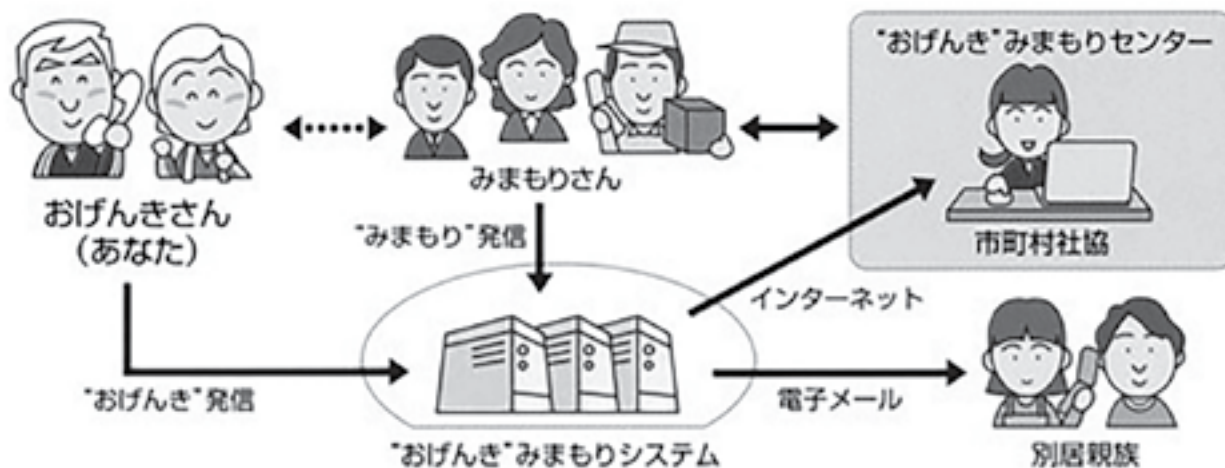 “おげんき”みまもりセンター
みまもりさん
おげんきさん
(あなた)
“みまもり”発信
市町村社協
インターネット
“おげんき”発信
電子メール
“おげんき”みまもりシステム
別居親族